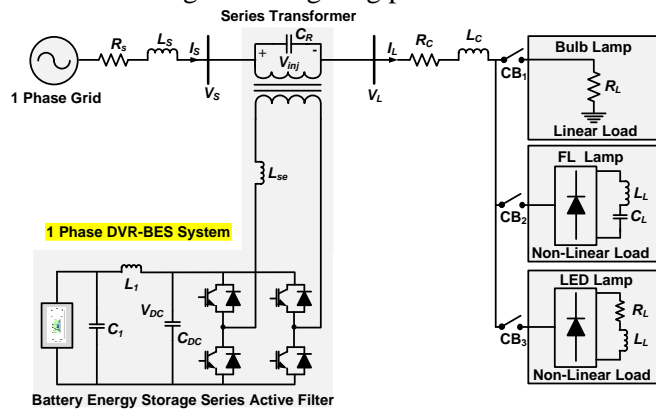 Series Transformer
R_s
L_S
I_S
C_R
+
-
V_inj
I_L
R_C
L_C
1 Phase Grid
V_S
V_L
CB_1
Bulb Lamp
R_L
Linear Load
L_se
FL Lamp
CB_2
L_L
C_L
Non-Linear Load
1 Phase DVR-BES System
L_1
C_1
V_DC
C_DC
LED Lamp
CB_3
R_L
L_L
Non-Linear Load
Battery Energy Storage Series Active Filter